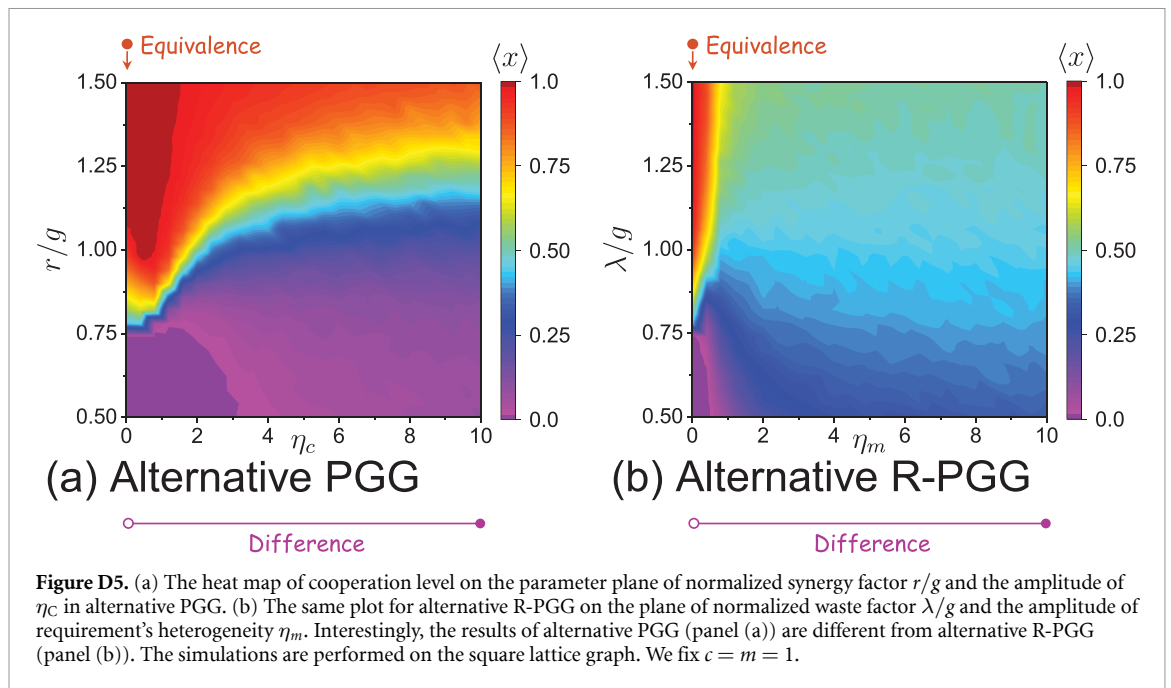 Equivalence
⟨x⟩
1.50
1.25
1.00
0.75
0.50
r/g
0 2 4 6 8 10
η_c
1.0
0.75
0.50
0.25
0.0
(a) Alternative PGG
Difference
Equivalence
⟨x⟩
1.50
1.25
1.00
0.75
0.50
λ/g
0 2 4 6 8 10
η_m
1.0
0.75
0.50
0.25
0.0
(b) Alternative R-PGG
Difference
Figure D5. (a) The heat map of cooperation level on the parameter plane of normalized synergy factor r/g and the amplitude of
η_C in alternative PGG. (b) The same plot for alternative R-PGG on the plane of normalized waste factor λ/g and the amplitude of
requirement's heterogeneity η_m. Interestingly, the results of alternative PGG (panel (a)) are different from alternative R-PGG
(panel (b)). The simulations are performed on the square lattice graph. We fix c = m = 1.